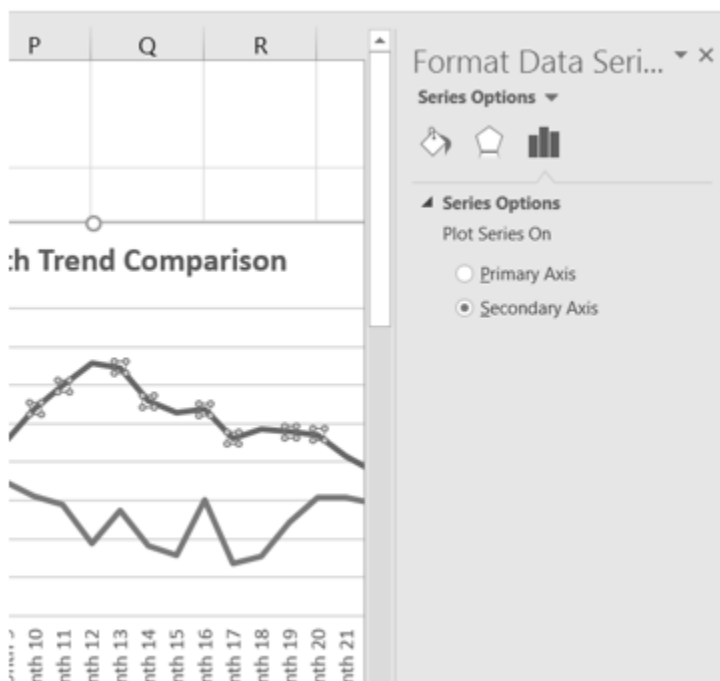 P Q R
Format Data Seri...
Series Options
Series Options
Plot Series On
Primary Axis
Secondary Axis
th Trend Comparison
nth 10
nth 11
nth 12
nth 13
nth 14
nth 15
nth 16
nth 17
nth 18
nth 19
nth 20
nth 21